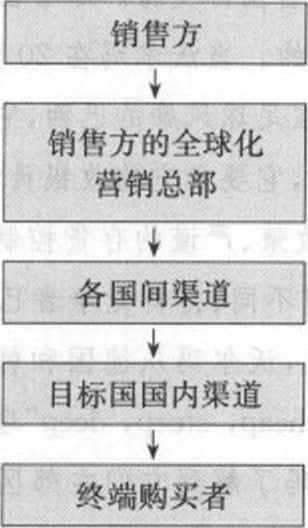 销售方
销售方的全球化
营销总部
各国间渠道
目标国国内渠道
终端购买者